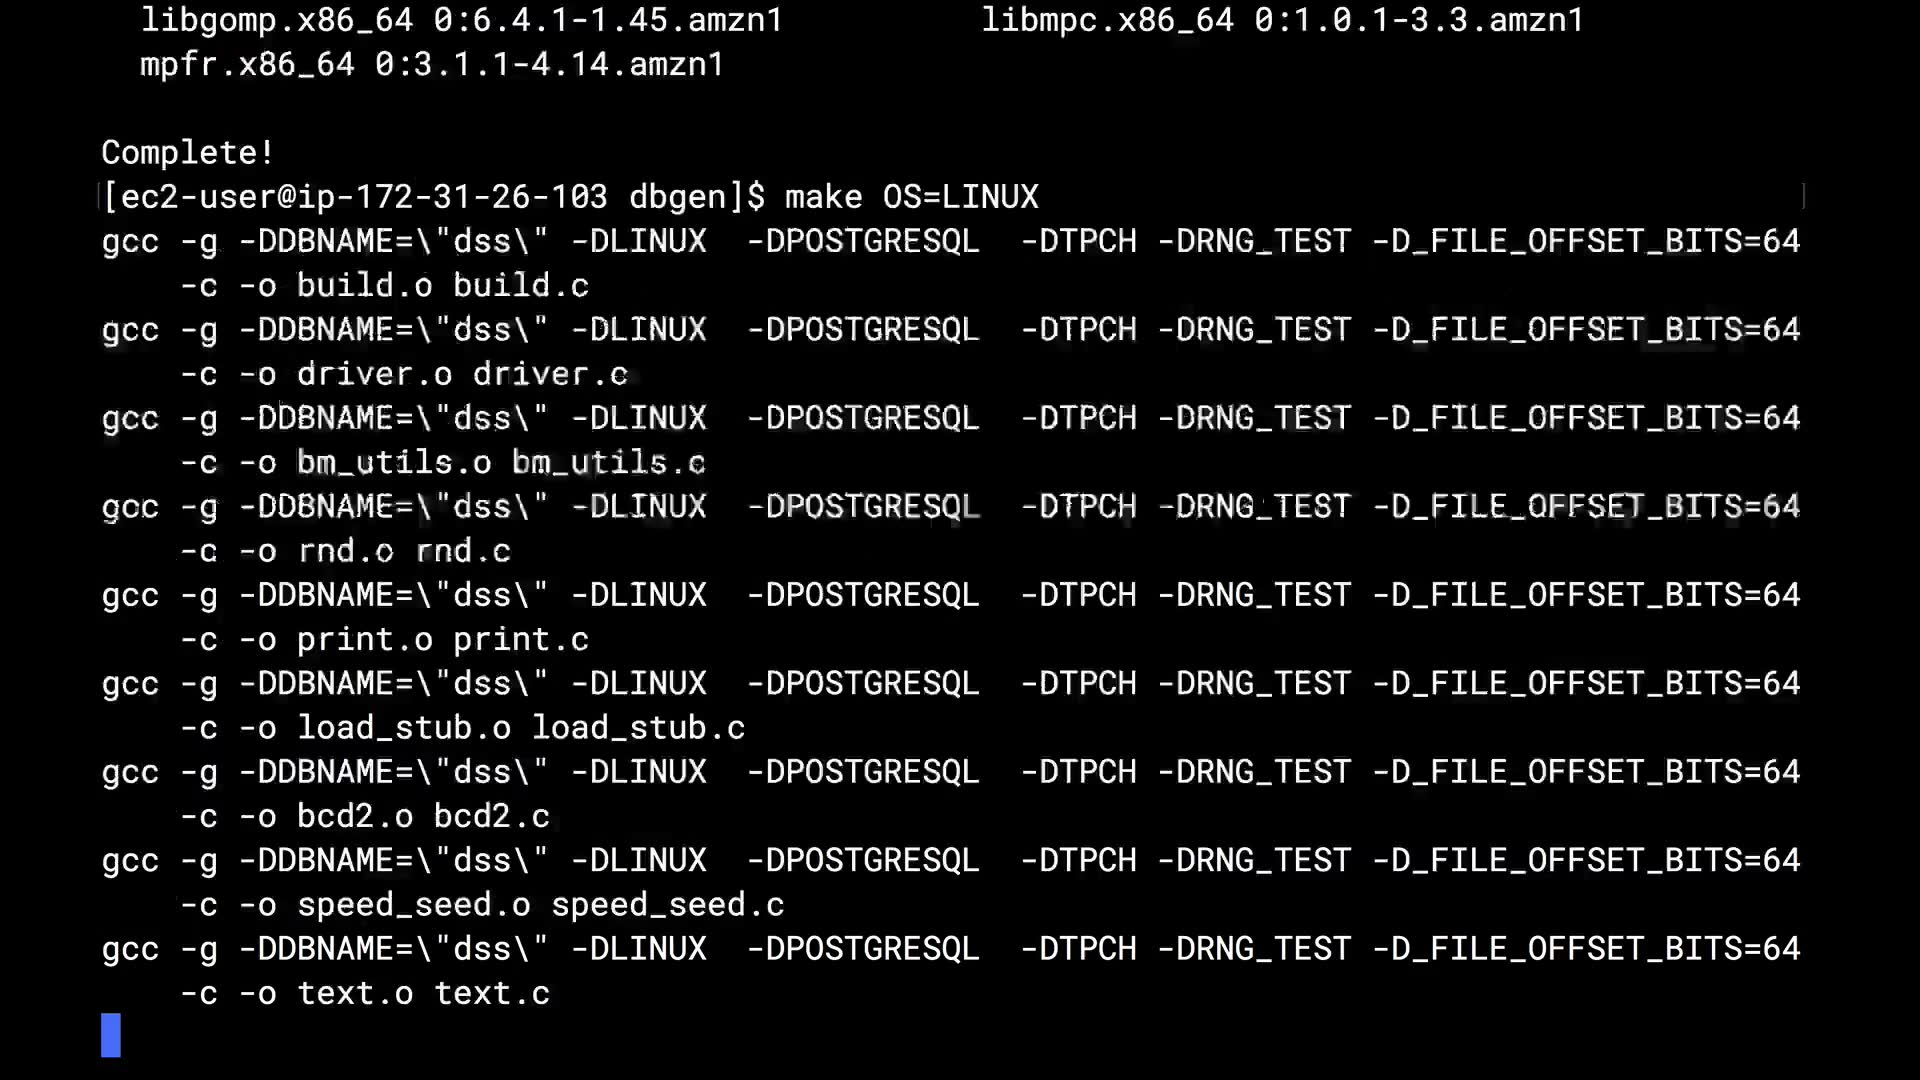 libgomp.x86_64 0:6.4.1-1.45.amzn1 libmpc.x86_64 0:1.0.1-3.3.amzn1
mpfr.x86_64 0:3.1.1-4.14.amzn1
Complete!
[ec2-user@ip-172-31-26-103 dbgen]$ make OS=LINUX
gcc -g -DDBNAME=\"dss\" -DLINUX -DPOSTGRESQL -DTPCH -DRNG_TEST -D_FILE_OFFSET_BITS=64
-c -o build.o build.c
gcc -g -DDBNAME=\"dss\" -DLINUX -DPOSTGRESQL -DTPCH -DRNG_TEST -D_FILE_OFFSET_BITS=64
-c -o driver.o driver.c
gcc -g -DDBNAME=\"dss\" -DLINUX -DPOSTGRESQL -DTPCH -DRNG_TEST -D_FILE_OFFSET_BITS=64
-c -o bm_utils.o bm_utils.c
gcc -g -DDBNAME=\"dss\" -DLINUX -DPOSTGRESQL -DTPCH -DRNG_TEST -D_FILE_OFFSET_BITS=64
-c -o rnd.o rnd.c
gcc -g -DDBNAME=\"dss\" -DLINUX -DPOSTGRESQL -DTPCH -DRNG_TEST -D_FILE_OFFSET_BITS=64
-c -o print.o print.c
gcc -g -DDBNAME=\"dss\" -DLINUX -DPOSTGRESQL -DTPCH -DRNG_TEST -D_FILE_OFFSET_BITS=64
-c -o load_stub.o load_stub.c
gcc -g -DDBNAME=\"dss\" -DLINUX -DPOSTGRESQL -DTPCH -DRNG_TEST -D_FILE_OFFSET_BITS=64
-c -o bcd2.o bcd2.c
gcc -g -DDBNAME=\"dss\" -DLINUX -DPOSTGRESQL -DTPCH -DRNG_TEST -D_FILE_OFFSET_BITS=64
-c -o speed_seed.o speed_seed.c
gcc -g -DDBNAME=\"dss\" -DLINUX -DPOSTGRESQL -DTPCH -DRNG_TEST -D_FILE_OFFSET_BITS=64
-c -o text.o text.c